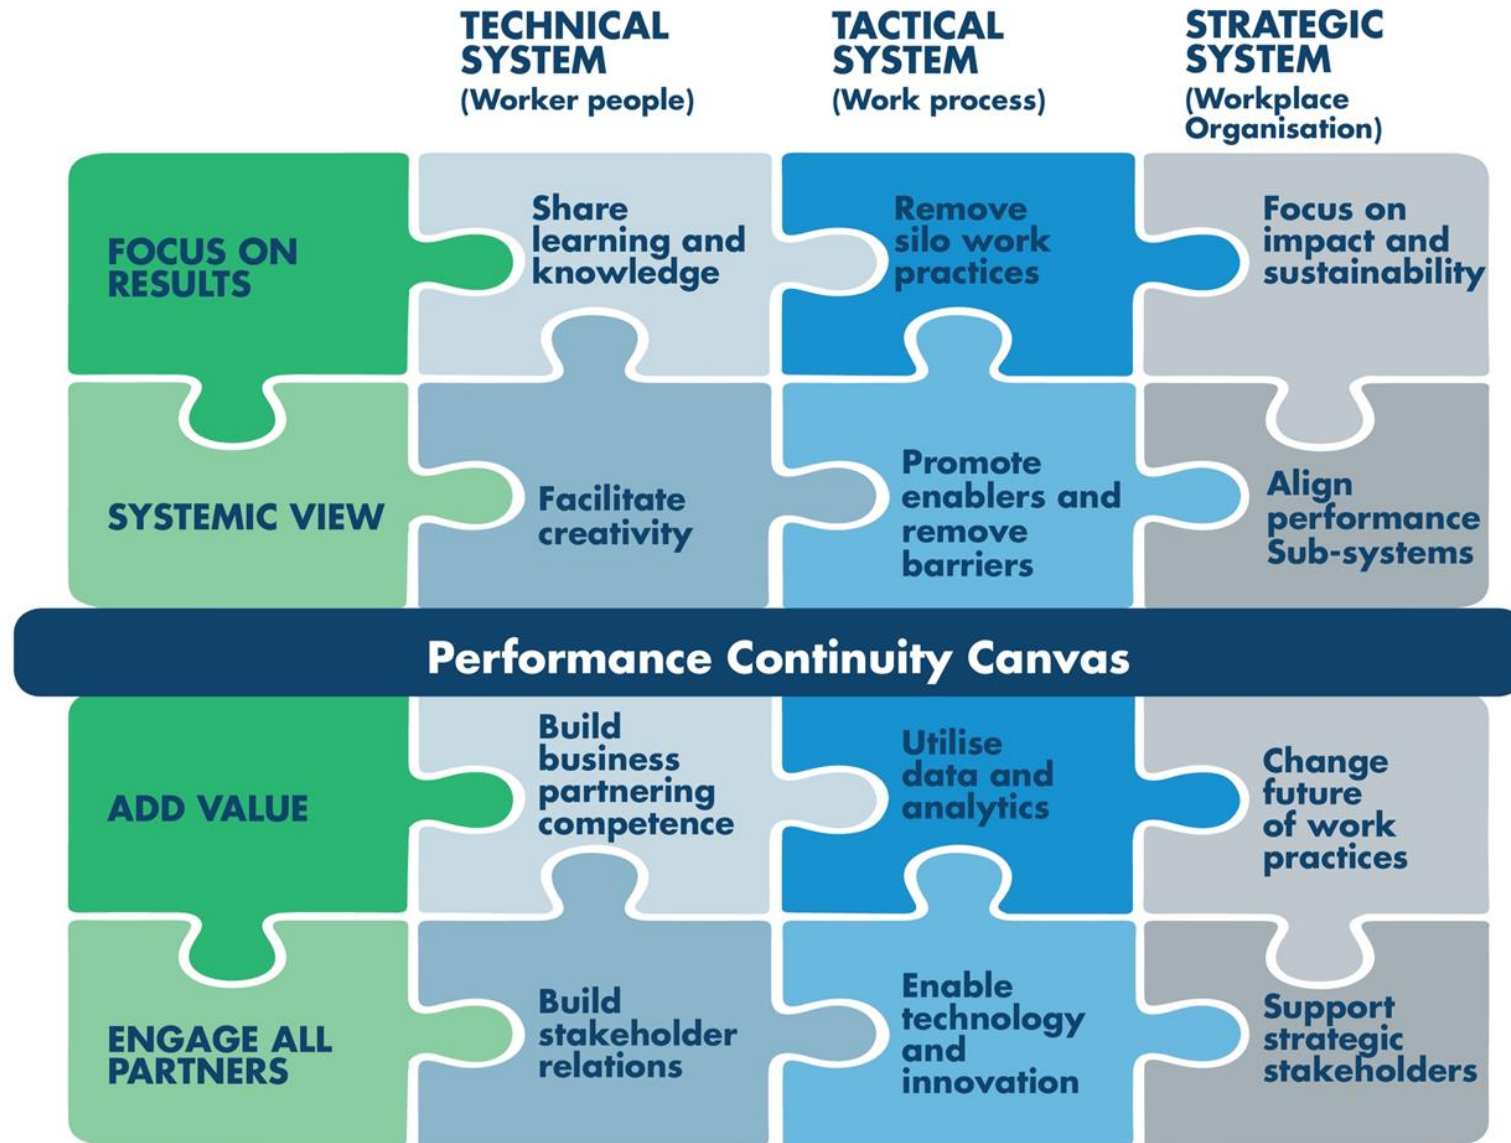 TECHNICAL
SYSTEM
(Worker people)
TACTICAL
SYSTEM
(Work process)
STRATEGIC
SYSTEM
(Workplace
Organisation)
FOCUS ON
RESULTS
Share
learning and
knowledge
Remove
silo work
practices
Focus on
impact and
sustainability
SYSTEMIC VIEW
Facilitate
creativity
Promote
enablers and
remove
barriers
Align
performance
Sub-systems
Performance Continuity Canvas
ADD VALUE
Build
business
partnering
competence
Utilise
data and
analytics
Change
future
of work
practices
ENGAGE ALL
PARTNERS
Build
stakeholder
relations
Enable
technology
and
innovation
Support
strategic
stakeholders